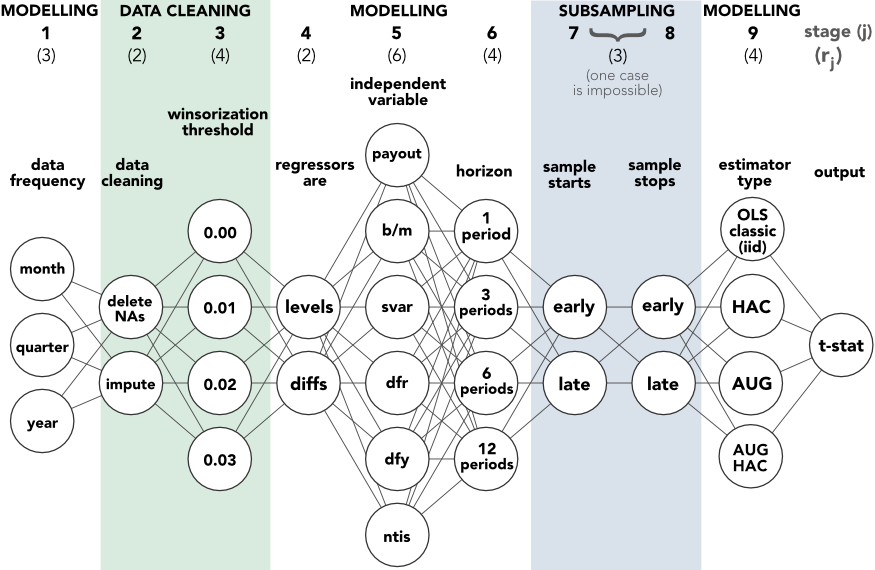 MODELLING DATA CLEANING MODELLING SUBSAMPLING MODELLING
1 2 3 4 5 6 7 8 9 stage (j)
(3) (2) (4) (2) (6) (4) (3) (4) (rj)
(one case
is impossible)
independent
variable
winsorization
threshold
data
frequency
data
cleaning
regressors
are
horizon
sample
starts
sample
stops
estimator
type
output
month
quarter
year
delete
NAs
impute
0.00
0.01
0.02
0.03
levels
diffs
payout
b/m
svar
dfr
dfy
ntis
1
period
3
periods
6
periods
12
periods
early
late
early
late
OLS
classic
(iid)
HAC
AUG
AUG
HAC
t-stat